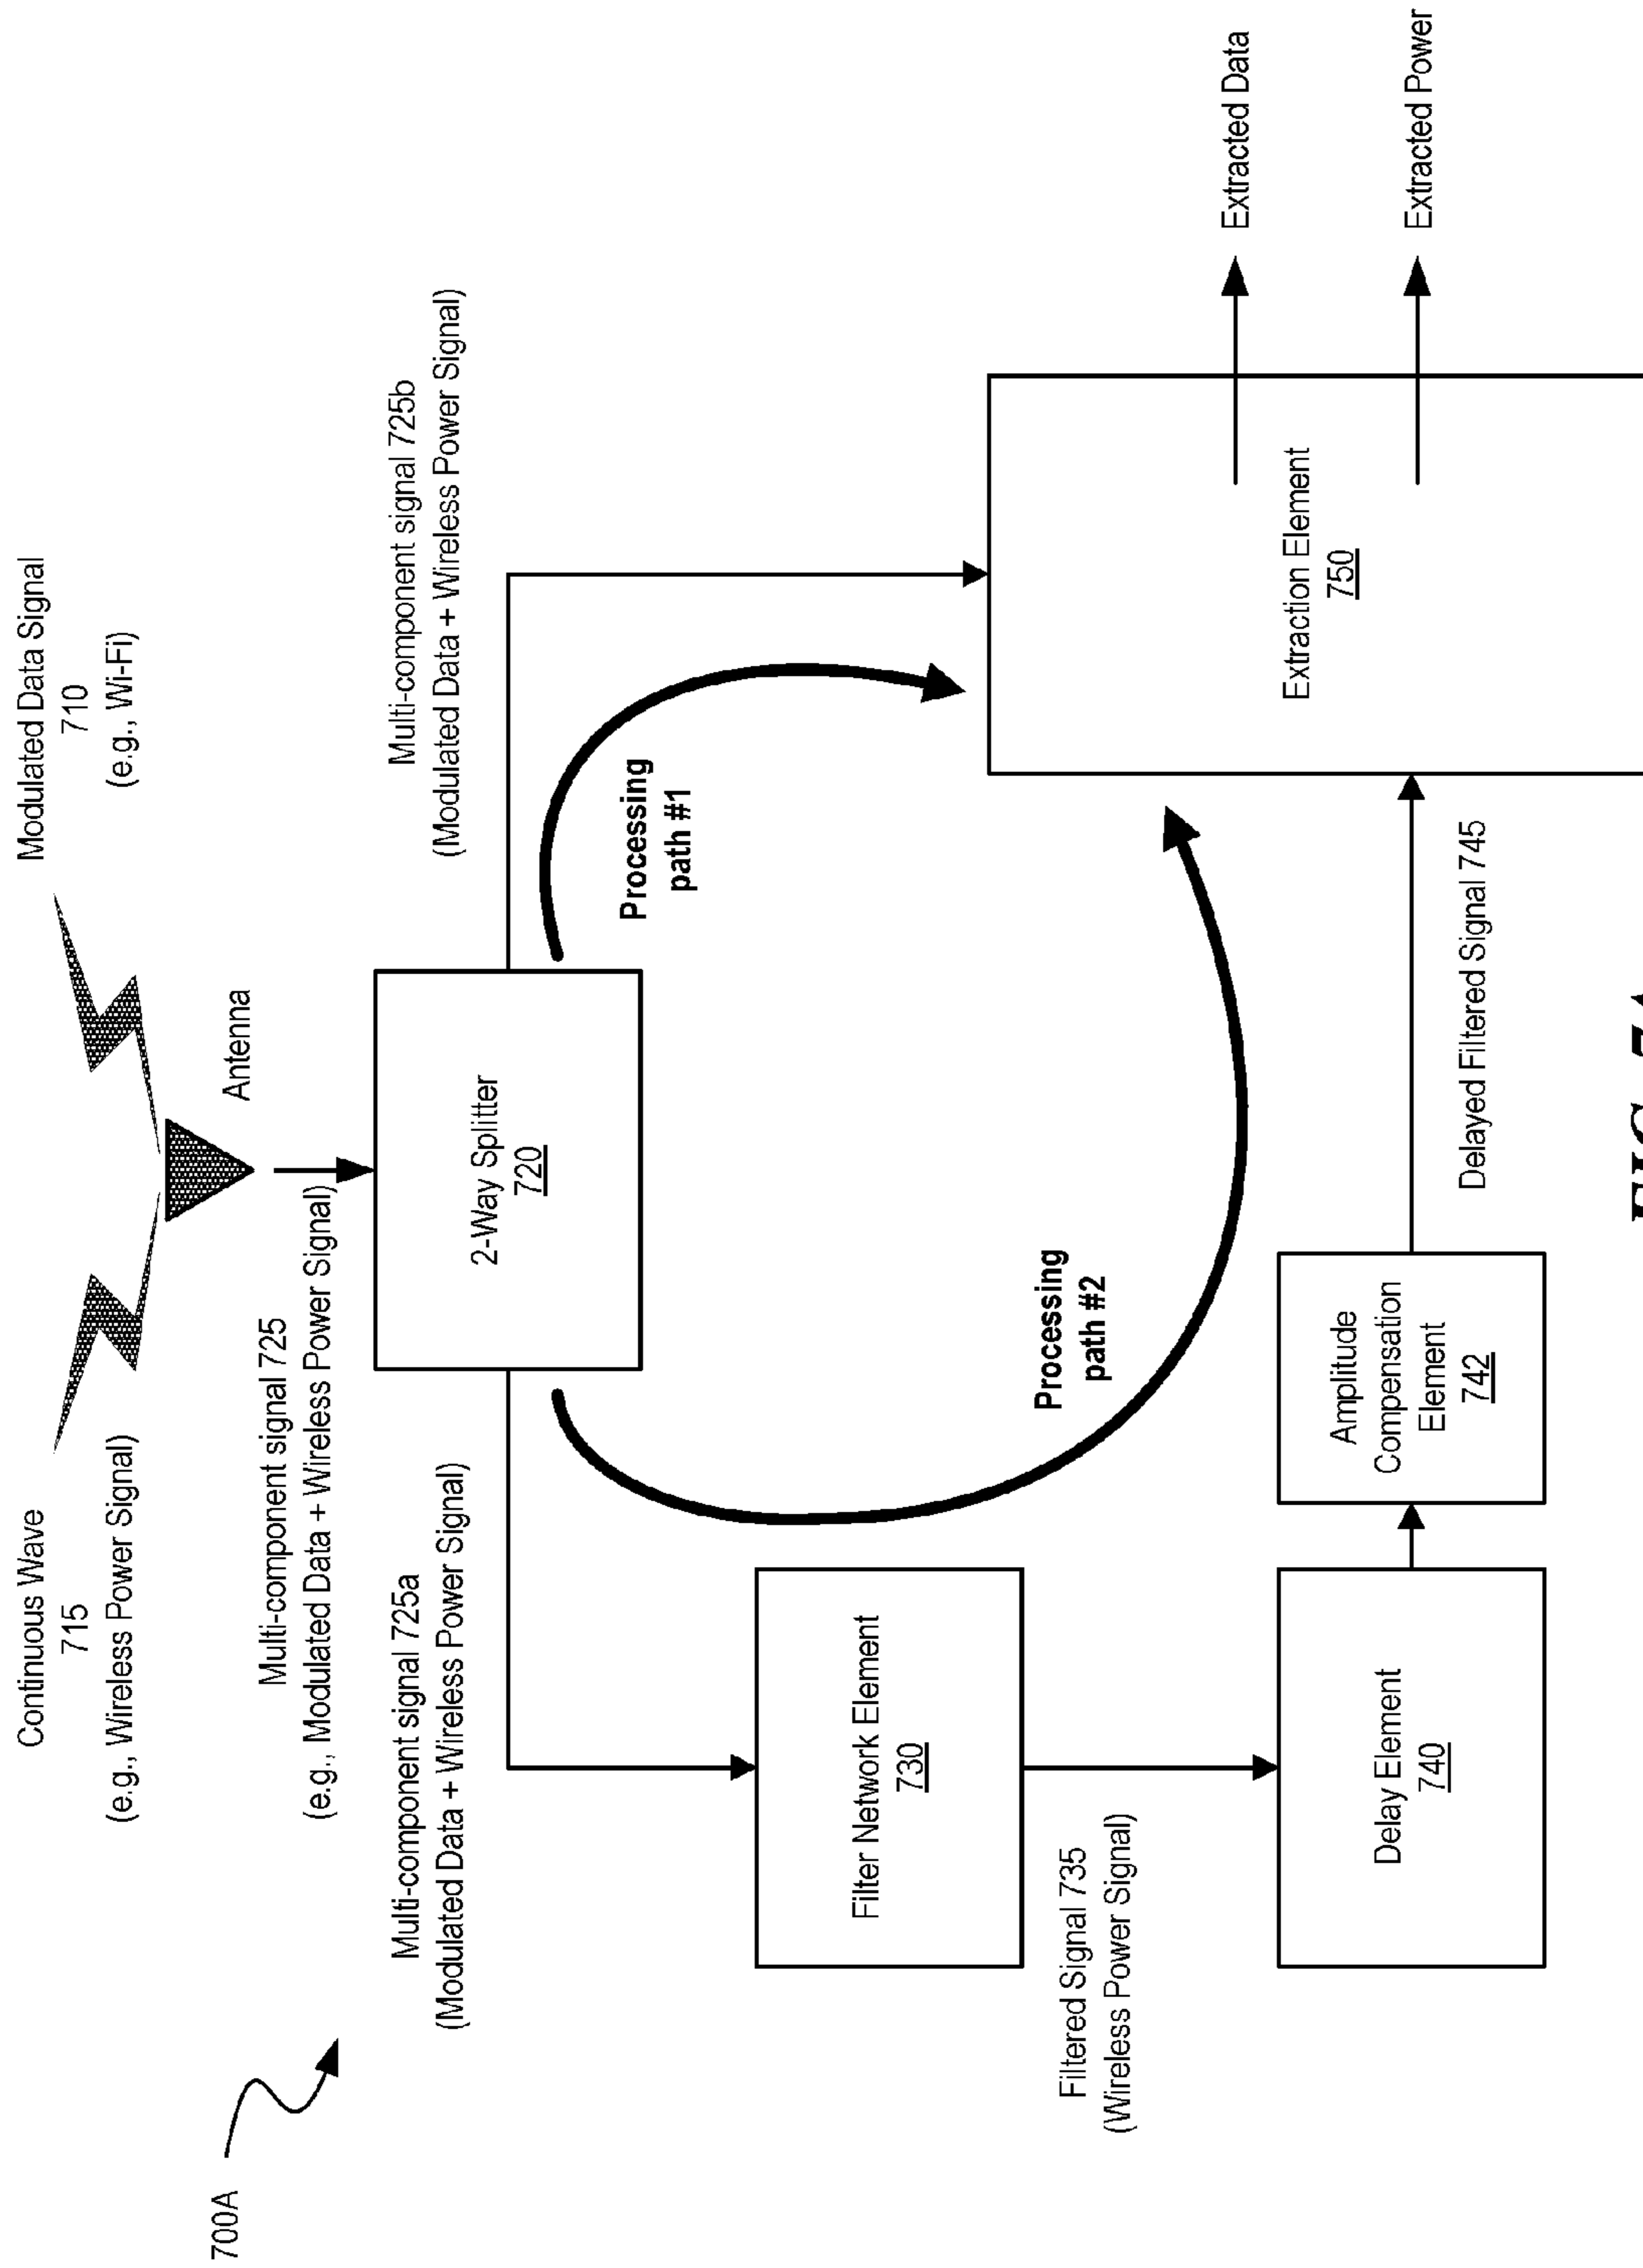 Continuous Wave
715
(e.g., Wireless Power Signal)
Modulated Data Signal
710
(e.g., Wi-Fi)
700A
Antenna
Multi-component signal 725
(e.g., Modulated Data + Wireless Power Signal)
2-Way Splitter
720
Multi-component signal 725a
(Modulated Data + Wireless Power Signal)
Multi-component signal 725b
(Modulated Data + Wireless Power Signal)
Processing
path #1
Filter Network Element
730
Processing
path #2
Filtered Signal 735
(Wireless Power Signal)
Delay Element
740
Amplitude
Compensation
Element
742
Delayed Filtered Signal 745
Extraction Element
750
Extracted Data
Extracted Power